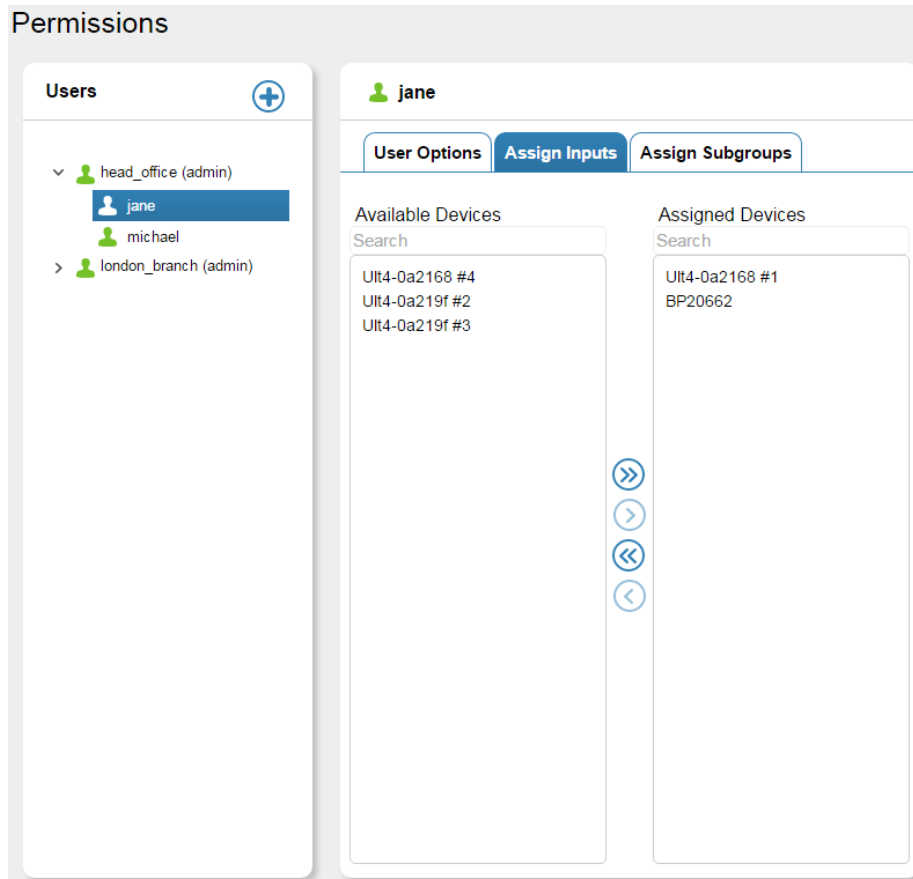 Permissions
Users
head_office (admin)
jane
michael
london_branch (admin)
jane
User Options
Assign Inputs
Assign Subgroups
Available Devices
Search
Ult4-0a2168 #4
Ult4-0a219f #2
Ult4-0a219f #3
Assigned Devices
Search
Ult4-0a2168 #1
BP20662